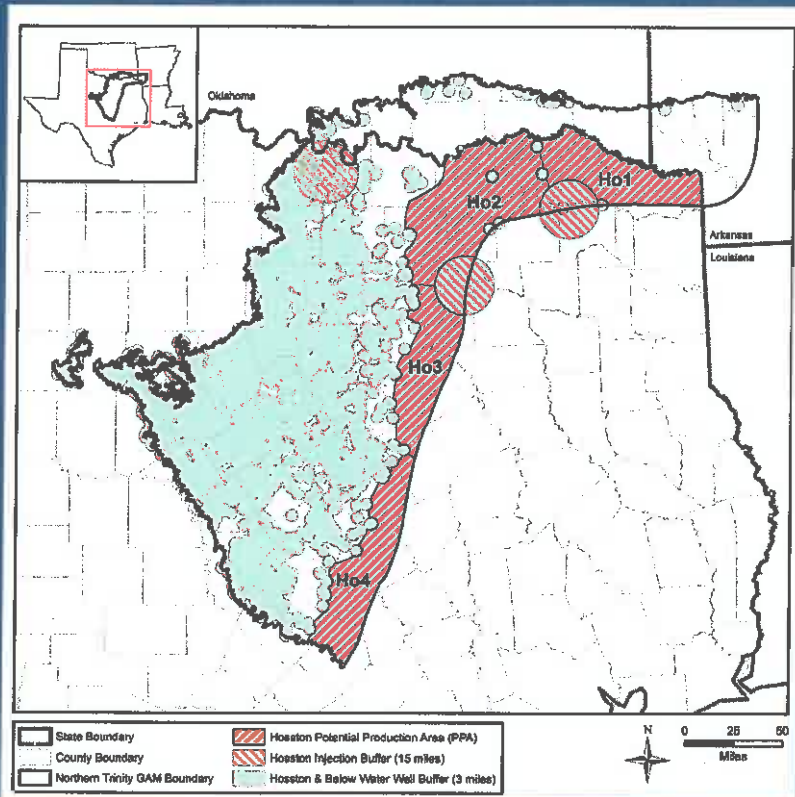 Oklahoma
Ho1
Ho2
Arkansas
Louisiana
Ho3
Ho4
State Boundary
County Boundary
Northern Trinity GAM Boundary
Hosston Potential Production Area (PPA)
Hosston Injection Buffer (15 miles)
Hosston & Below Water Well Buffer (3 miles)
N
0 25 50
Miles